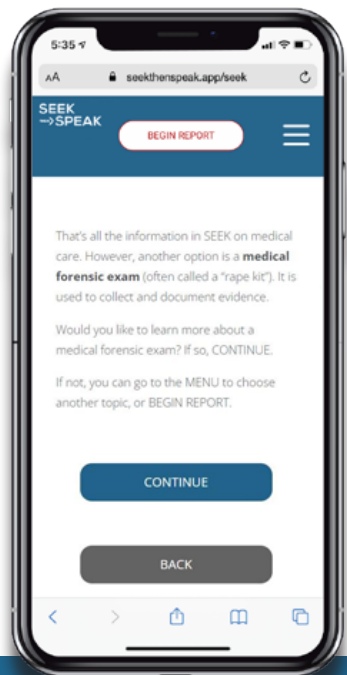 5:35
AA seekthenspeak.app/seek
SEEK
SPEAK
BEGIN REPORT
That's all the information in SEEK on medical
care. However, another option is a medical
forensic exam (often called a "rape kit"). It is
used to collect and document evidence.
Would you like to learn more about a
medical forensic exam? If so, CONTINUE.
If not, you can go to the MENU to choose
another topic, or BEGIN REPORT.
CONTINUE
BACK